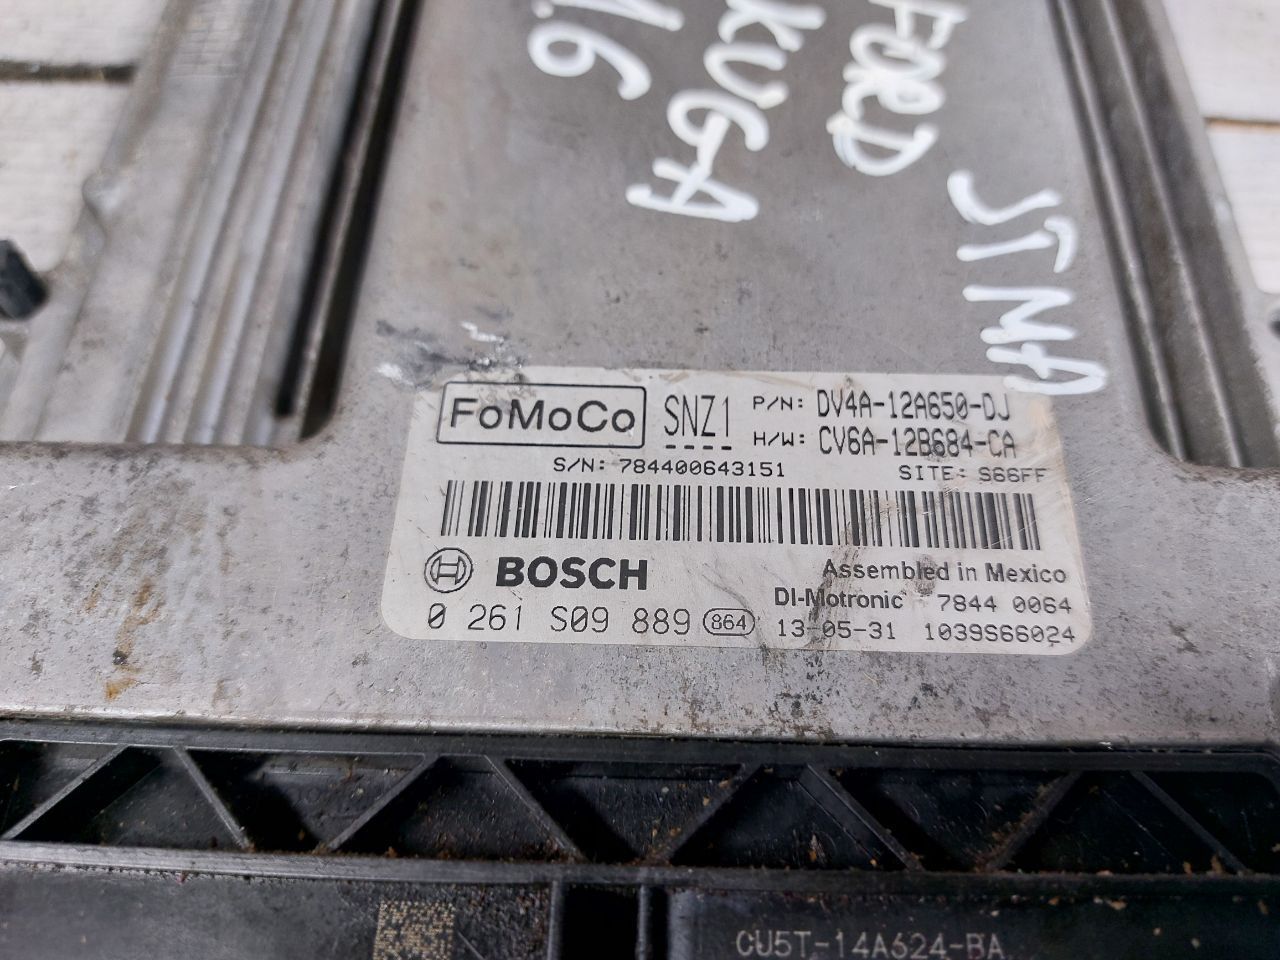 FORD STNA
KUGA
1.6
FoMoCo
SNZ1
P/N: DV4A-12A650-DJ
H/W: CV6A-12B684-CA
S/N: 784400643151
SITE: S66FF
BOSCH
Assembled in Mexico
DI-Motronic 7844 0064
0 261 S09 889 864 13-05-31 1039S66024
CU5T-14A624-BA